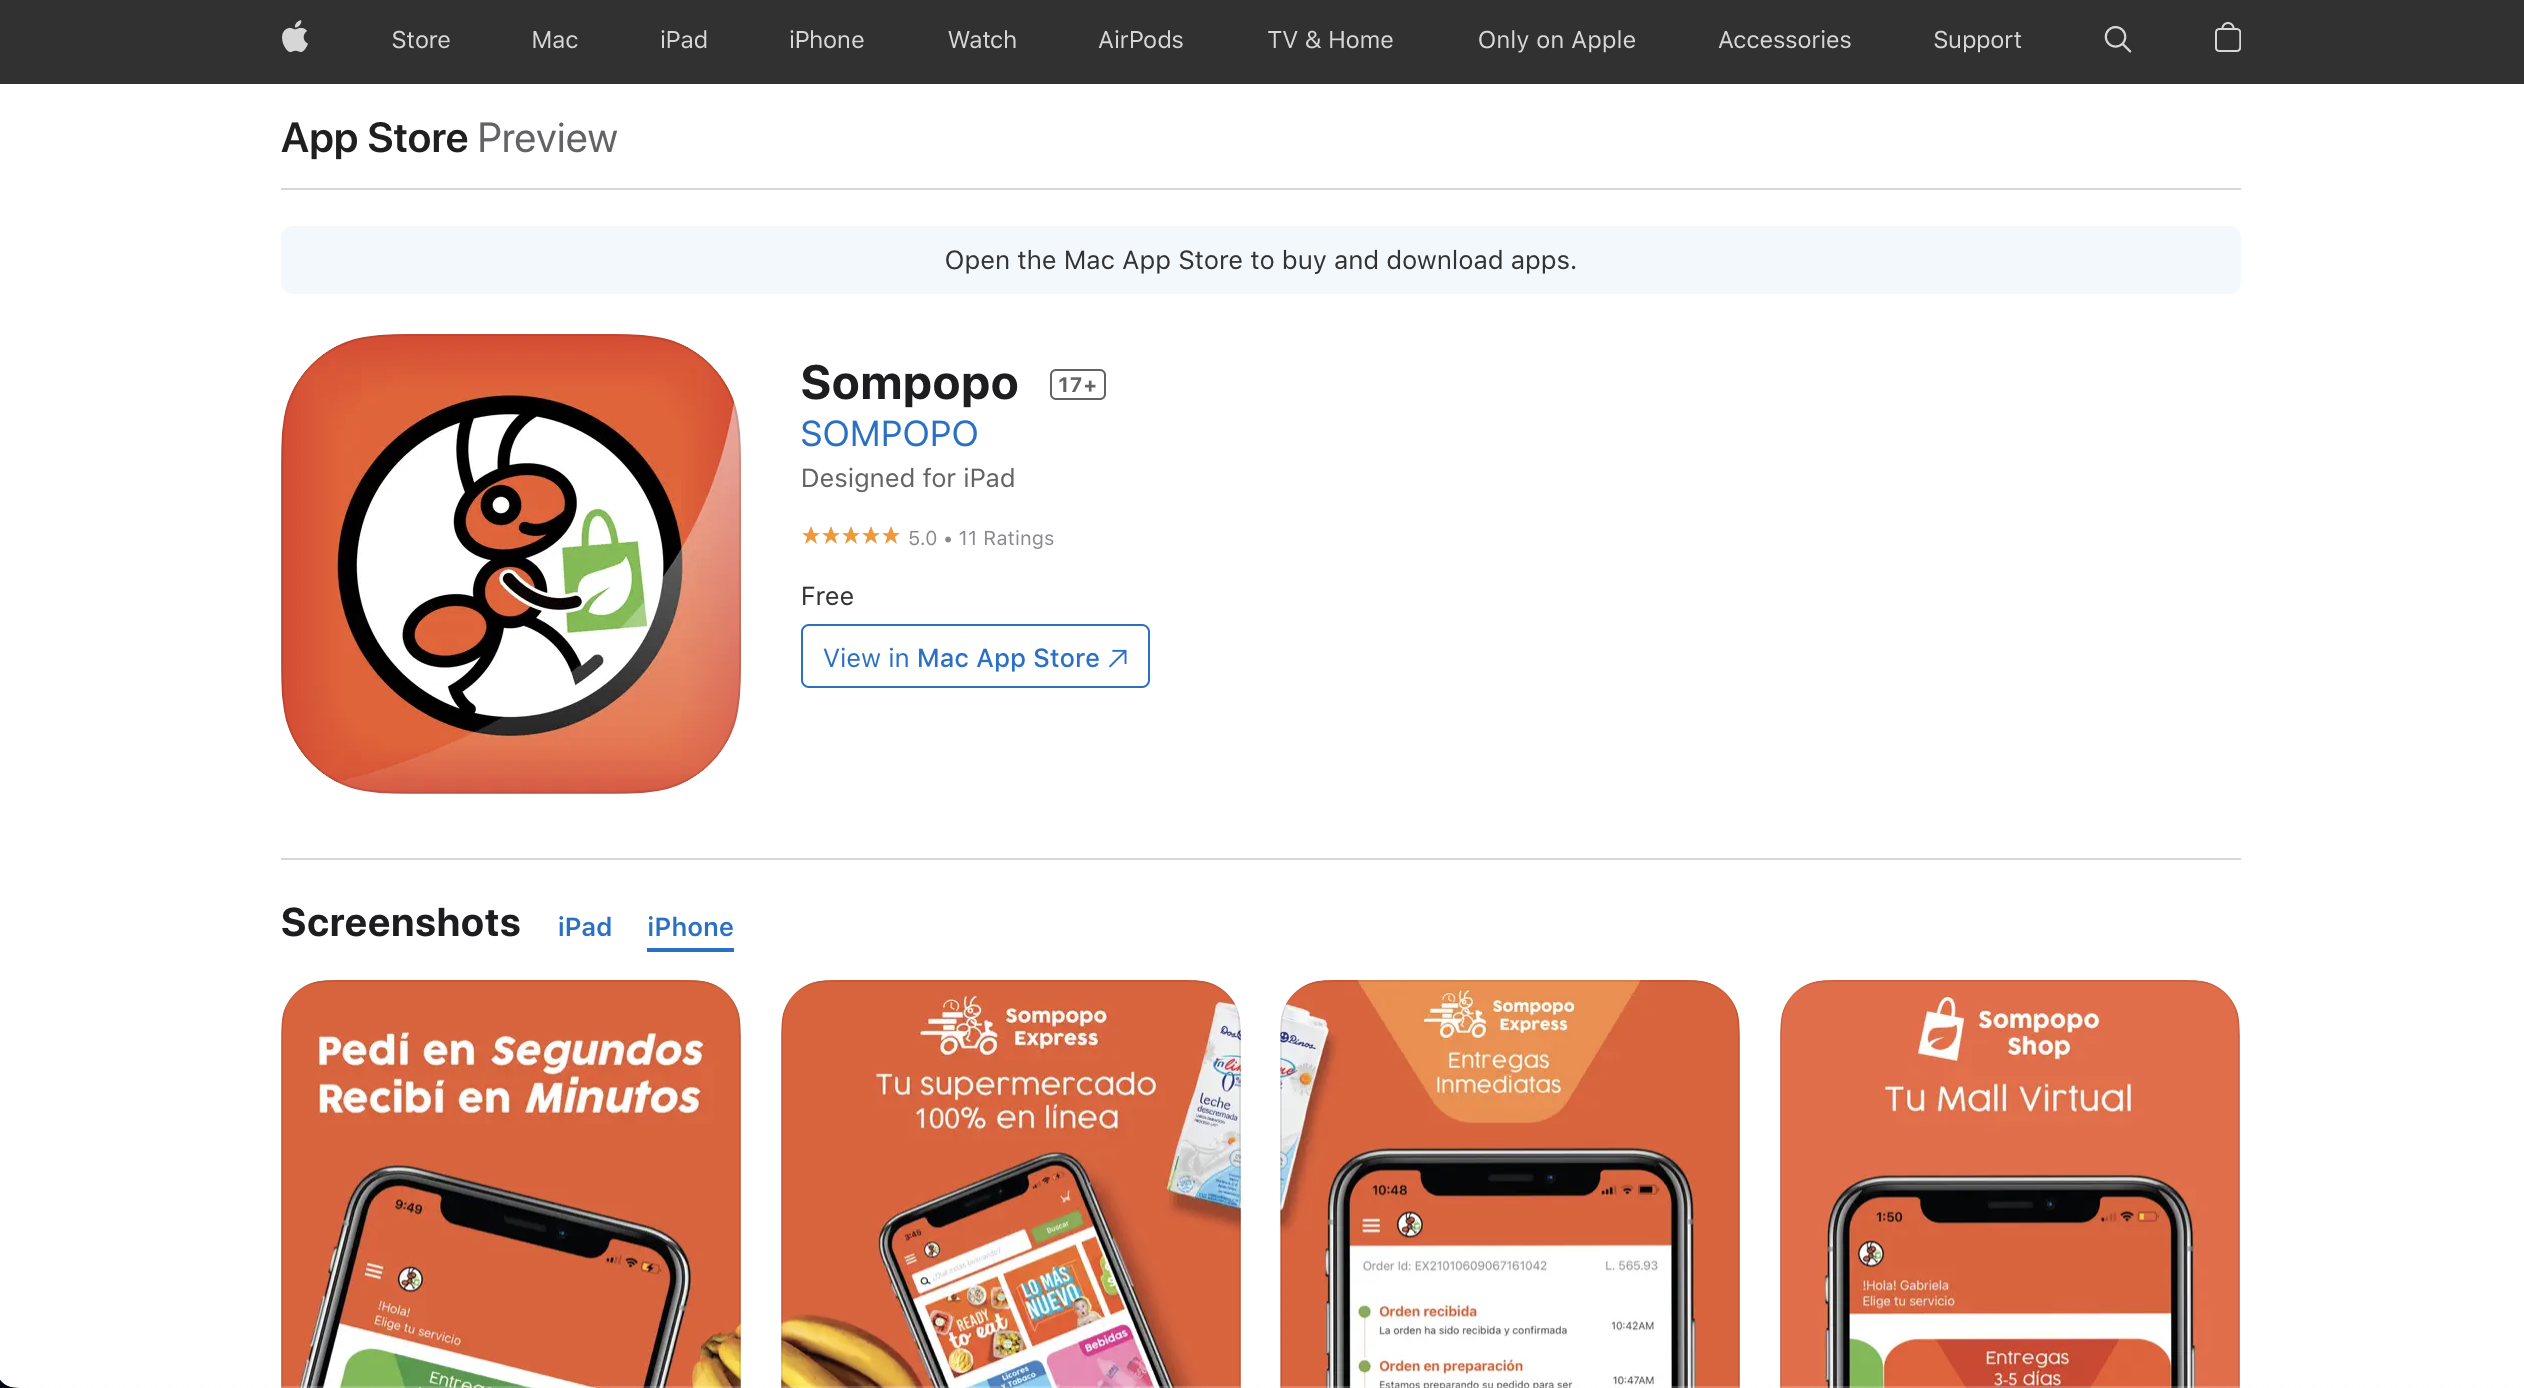 Store Mac iPad iPhone Watch AirPods TV & Home Only on Apple Accessories Support
App Store Preview
Open the Mac App Store to buy and download apps.
Sompopo 17+
SOMPOPO
Designed for iPad
5.0 • 11 Ratings
Free
View in Mac App Store
Screenshots iPad iPhone
Pedí en Segundos
Recibí en Minutos
9:49
!Hola!
Elige tu servicio
Sompopo
Express
Tu supermercado
100% en línea
Dos Pinos
0%
leche
descremada
3:45
Buscar
READY
to eat
LO MÁS
NUEVO
Bebidas
Licores
y Tabaco
Sompopo
Express
Entregas
Inmediatas
10:48
Order Id: EX21010609067161042 L. 565.93
Orden recibida
La orden ha sido recibida y confirmada 10:42AM
Orden en preparación
Estamos preparando su pedido para ser 10:47AM
Sompopo
Shop
Tu Mall Virtual
1:50
!Hola! Gabriela
Elige tu servicio
Entregas
3-5 días